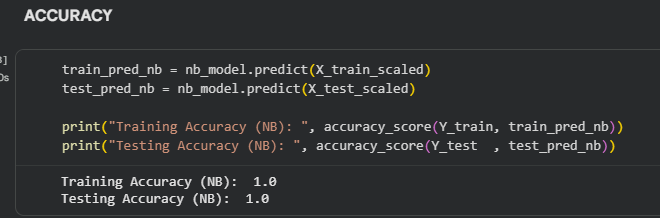 ACCURACY
]
0s
train_pred_nb = nb_model.predict(X_train_scaled)
test_pred_nb = nb_model.predict(X_test_scaled)
print("Training Accuracy (NB): ", accuracy_score(Y_train, train_pred_nb))
print("Testing Accuracy (NB): ", accuracy_score(Y_test  , test_pred_nb))
Training Accuracy (NB):  1.0
Testing Accuracy (NB):  1.0